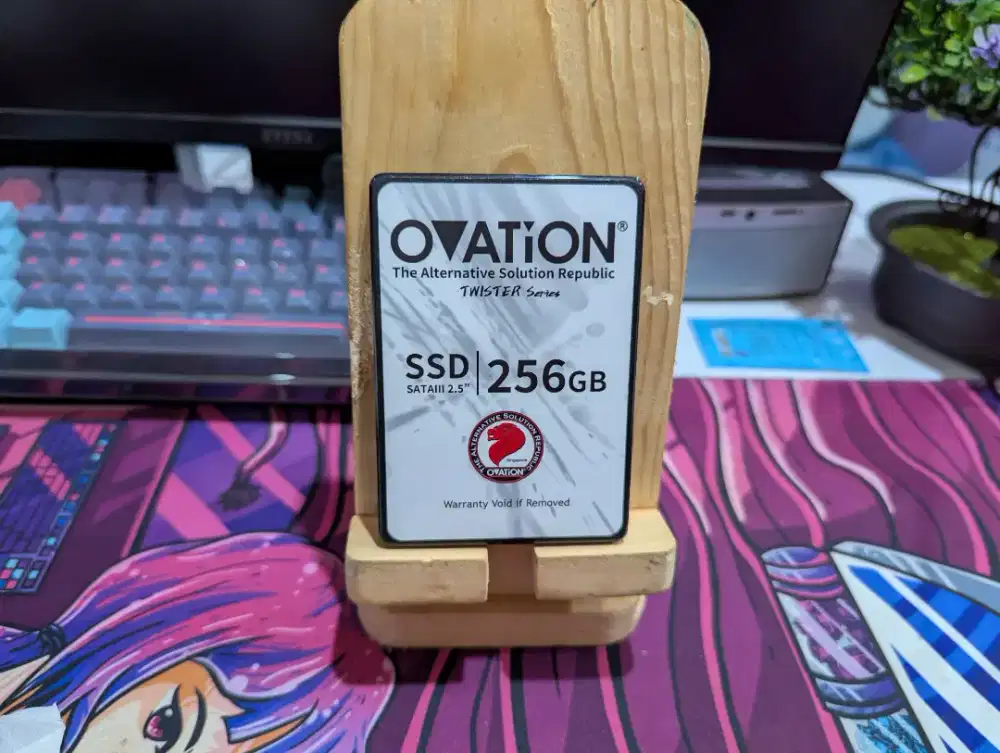 OVATiON®
The Alternative Solution Republic
TWISTER Series
SSD 256GB
SATAIII 2.5"
THE ALTERNATIVE SOLUTION REPUBLIC
Singapore
OVATiON®
Warranty Void if Removed